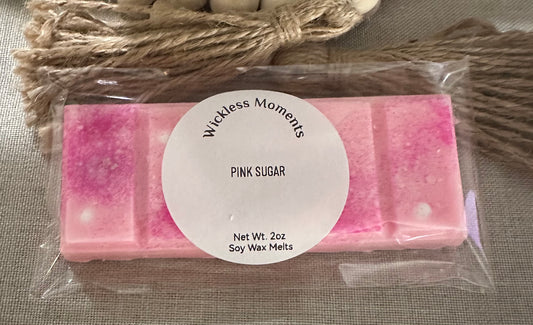 Wickless Moments
PINK SUGAR
Net Wt. 2oz
Soy Wax Melts